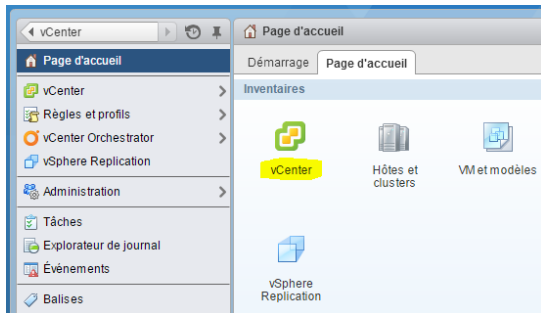 vCenter
Page d'accueil
vCenter
Règles et profils
vCenter Orchestrator
vSphere Replication
Administration
Tâches
Explorateur de journal
Événements
Balises
Page d'accueil
Démarrage
Page d'accueil
Inventaires
vCenter
Hôtes et
clusters
VM et modèles
vSphere
Replication